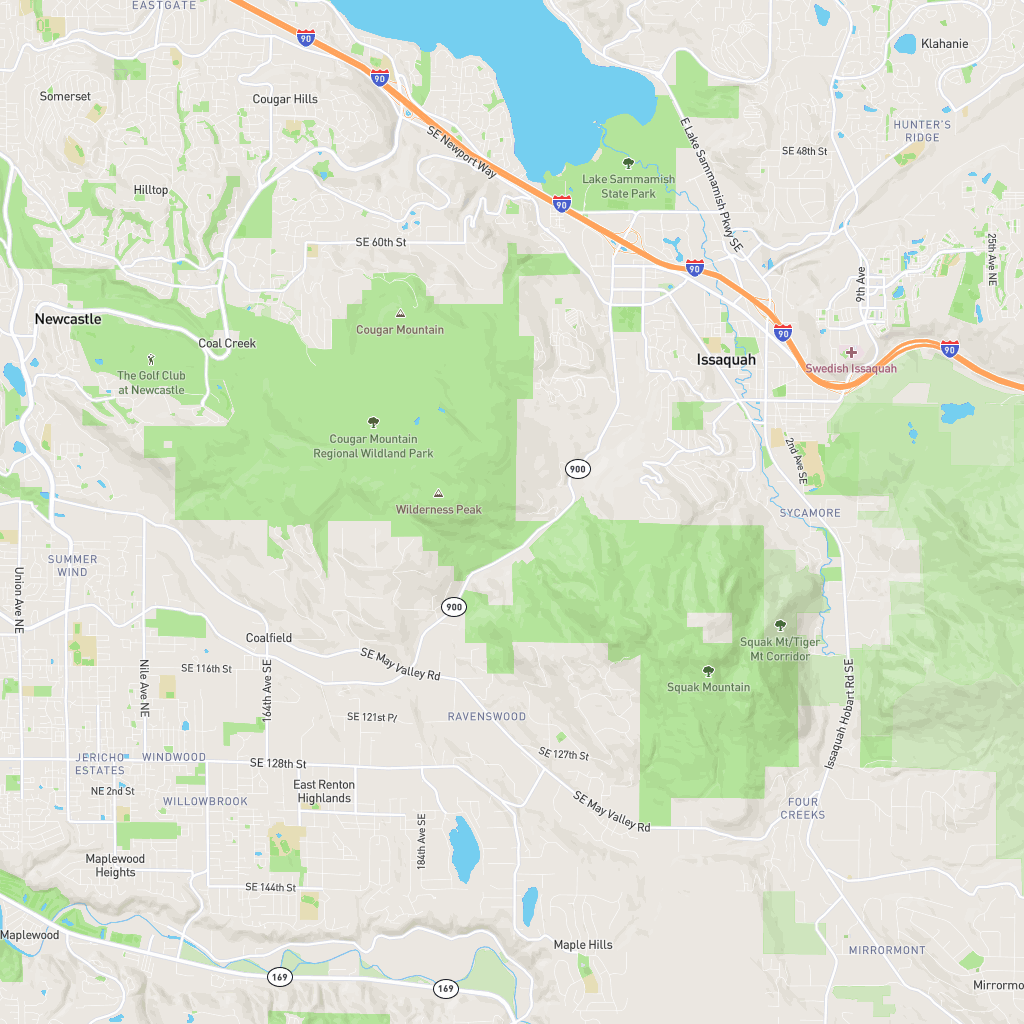 EASTGATE
90
Klahanie
90
Somerset
Cougar Hills
HUNTER'S
RIDGE
SE Newport Way
E Lake Sammamish Pkwy SE
SE 48th St
Hilltop
Lake Sammamish
State Park
90
SE 60th St
25th Ave NE
90
9th Ave
Newcastle
Cougar Mountain
90
Coal Creek
90
Issaquah
Swedish Issaquah
The Golf Club
at Newcastle
Cougar Mountain
Regional Wildland Park
2nd Ave SE
900
Wilderness Peak
SYCAMORE
SUMMER
WIND
Union Ave NE
900
Coalfield
Squak Mt/Tiger
Mt Corridor
SE May Valley Rd
SE 116th St
Nile Ave NE
164th Ave SE
Squak Mountain
Issaquah Hobart Rd SE
SE 121st P/
RAVENSWOOD
JERICHO
ESTATES
WINDWOOD
SE 128th St
SE 127th St
NE 2nd St
WILLOWBROOK
East Renton
Highlands
SE May Valley Rd
FOUR
CREEKS
184th Ave SE
Maplewood
Heights
SE 144th St
Maplewood
Maple Hills
MIRRORMONT
169
169
Mirrormo